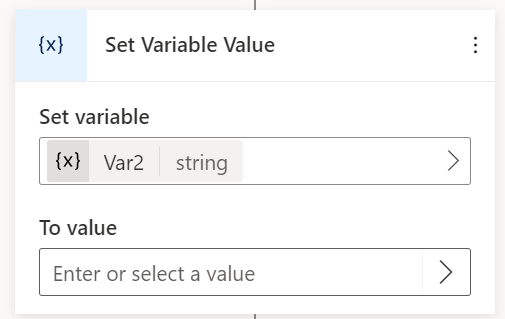 {x} Set Variable Value
Set variable
{x} Var2 string
To value
Enter or select a value